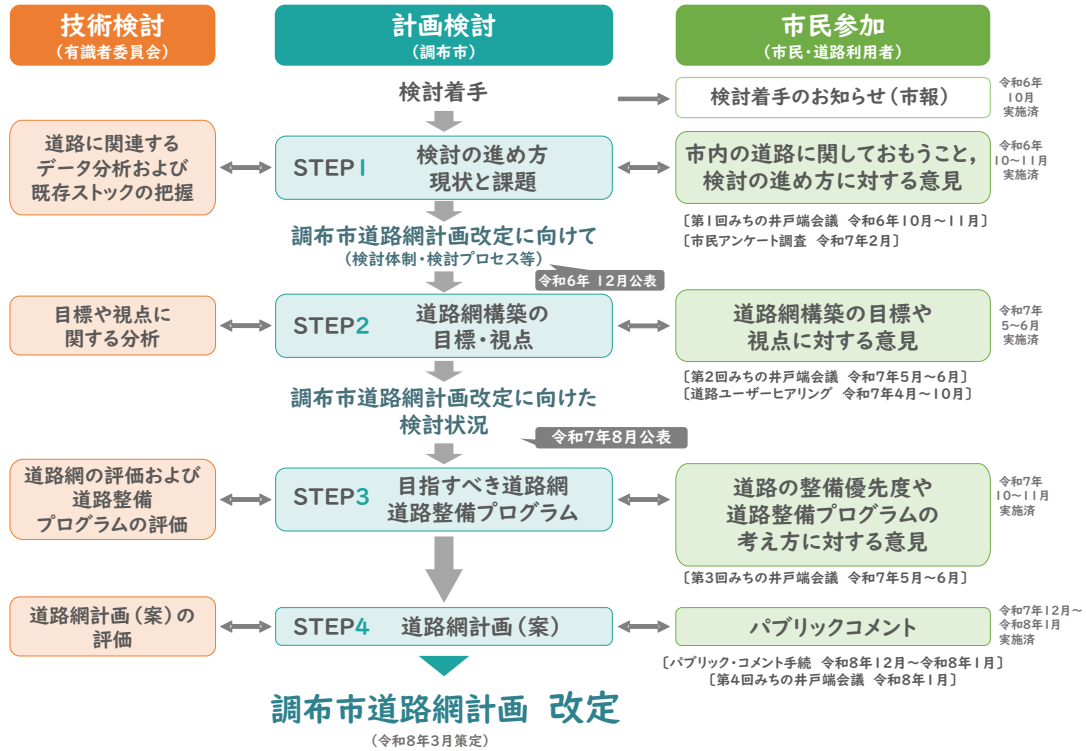 技術検討
(有識者委員会)
計画検討
(調布市)
市民参加
(市民・道路利用者)
検討着手
検討着手のお知らせ(市報)
令和6年
10月
実施済
道路に関連する
データ分析および
既存ストックの把握
STEP1
検討の進め方
現状と課題
市内の道路に関しておもうこと,
検討の進め方に対する意見
令和6年
10~11月
実施済
〔第1回みちの井戸端会議 令和6年10月~11月〕
〔市民アンケート調査 令和7年2月〕
調布市道路網計画改定に向けて
(検討体制・検討プロセス等)
令和6年 12月公表
目標や視点に
関する分析
STEP2
道路網構築の
目標・視点
道路網構築の目標や
視点に対する意見
令和7年
5~6月
実施済
〔第2回みちの井戸端会議 令和7年5月~6月〕
〔道路ユーザーヒアリング 令和7年4月~10月〕
調布市道路網計画改定に向けた
検討状況
令和7年8月公表
道路網の評価および
道路整備
プログラムの評価
STEP3
目指すべき道路網
道路整備プログラム
道路の整備優先度や
道路整備プログラムの
考え方に対する意見
令和7年
10~11月
実施済
〔第3回みちの井戸端会議 令和7年5月~6月〕
道路網計画(案)の
評価
STEP4
道路網計画(案)
パブリックコメント
令和7年12月~
令和8年1月
実施済
〔パブリック・コメント手続 令和8年12月~令和8年1月〕
〔第4回みちの井戸端会議 令和8年1月〕
調布市道路網計画 改定
(令和8年3月策定)